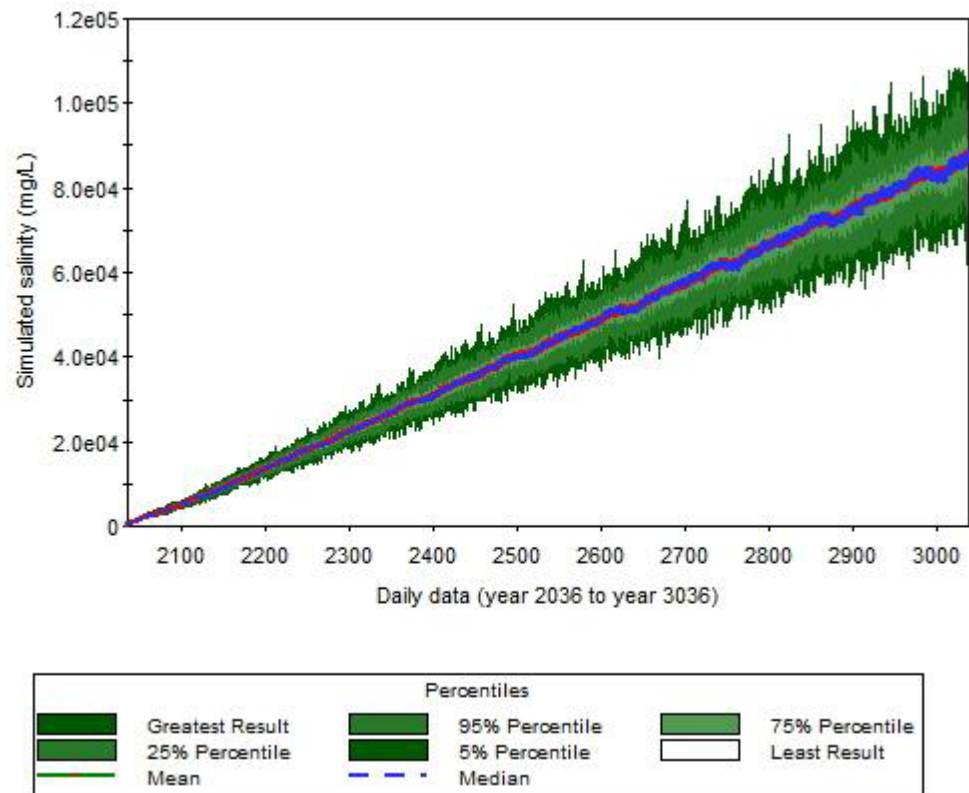 1.2e05
1.0e05
8.0e04
6.0e04
4.0e04
2.0e04
0
Simulated salinity (mg/L)
2100 2200 2300 2400 2500 2600 2700 2800 2900 3000
Daily data (year 2036 to year 3036)
Percentiles
Greatest Result 95% Percentile 75% Percentile
25% Percentile 5% Percentile Least Result
Mean Median